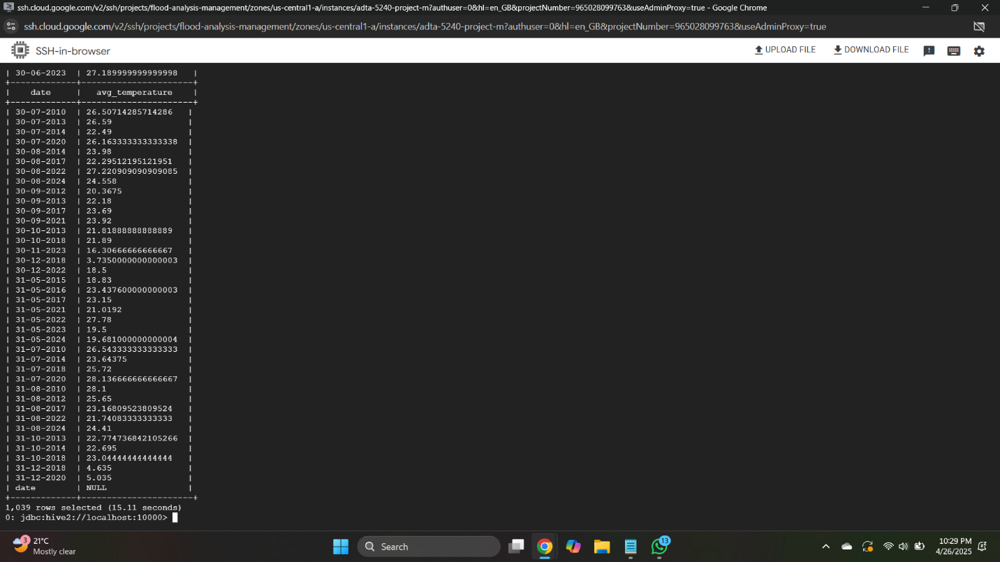 ssh.cloud.google.com/v2/ssh/projects/flood-analysis-management/zones/us-central1-a/instances/adta-5240-project-m?authuser=0&hl=en_GB&projectNumber=965028099763&useAdminProxy=true - Google Chrome
ssh.cloud.google.com/v2/ssh/projects/flood-analysis-management/zones/us-central1-a/instances/adta-5240-project-m?authuser=0&hl=en_GB&projectNumber=965028099763&useAdminProxy=true
SSH-in-browser UPLOAD FILE DOWNLOAD FILE
| 30-06-2023 | 27.189999999999998 |
+-------------+----------------------+
| date | avg_temperature |
+-------------+----------------------+
| 30-07-2010 | 26.50714285714286 |
| 30-07-2013 | 26.59 |
| 30-07-2014 | 22.49 |
| 30-07-2020 | 26.163333333333338 |
| 30-08-2014 | 23.98 |
| 30-08-2017 | 22.29512195121951 |
| 30-08-2022 | 27.220909090909085 |
| 30-08-2024 | 24.558 |
| 30-09-2012 | 20.3675 |
| 30-09-2013 | 22.18 |
| 30-09-2017 | 23.69 |
| 30-09-2021 | 23.92 |
| 30-10-2013 | 21.81888888888889 |
| 30-10-2018 | 21.89 |
| 30-11-2023 | 16.30666666666667 |
| 30-12-2018 | 3.7350000000000003 |
| 30-12-2022 | 18.5 |
| 31-05-2015 | 18.83 |
| 31-05-2016 | 23.437600000000003 |
| 31-05-2017 | 23.15 |
| 31-05-2021 | 21.0192 |
| 31-05-2022 | 27.78 |
| 31-05-2023 | 19.5 |
| 31-05-2024 | 19.681000000000004 |
| 31-07-2010 | 26.543333333333333 |
| 31-07-2014 | 23.64375 |
| 31-07-2018 | 25.72 |
| 31-07-2020 | 28.136666666666667 |
| 31-08-2010 | 28.1 |
| 31-08-2012 | 25.65 |
| 31-08-2017 | 23.16809523809524 |
| 31-08-2022 | 21.74083333333333 |
| 31-08-2024 | 24.41 |
| 31-10-2013 | 22.774736842105266 |
| 31-10-2014 | 22.695 |
| 31-10-2018 | 23.04444444444444 |
| 31-12-2018 | 4.635 |
| 31-12-2020 | 5.035 |
| date | NULL |
+-------------+----------------------+
1,039 rows selected (15.11 seconds)
0: jdbc:hive2://localhost:10000>
3
21°C
Mostly clear
Search
13
10:29 PM
4/26/2025